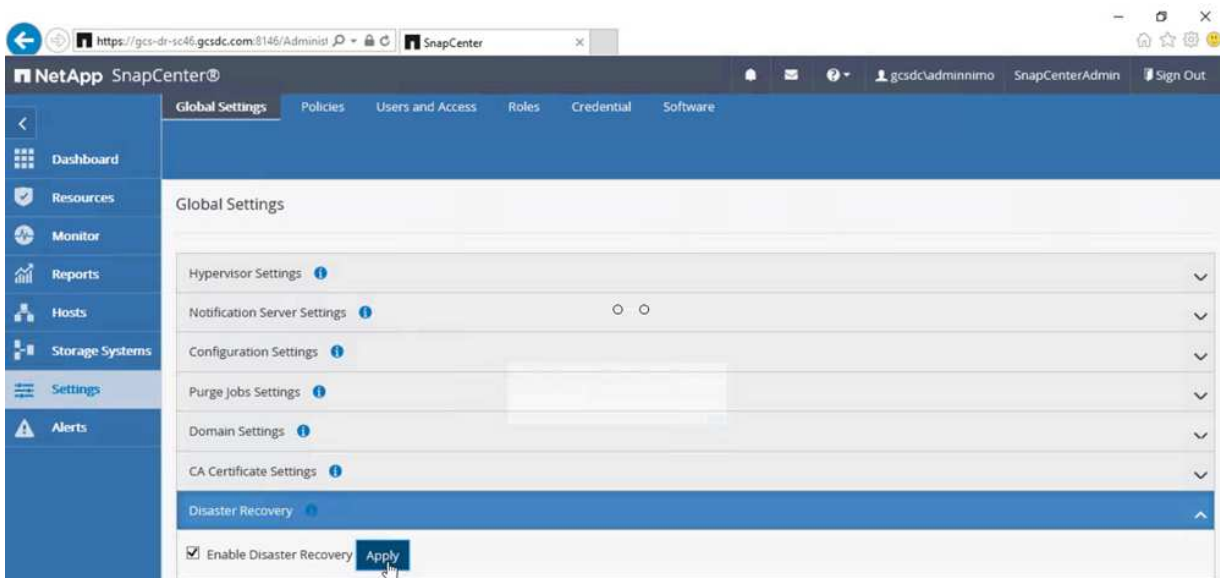 https://gcs-dr-sc46.gcsdc.com:8146/Administ
SnapCenter
NetApp SnapCenter®
gcsdc\adminnimo
SnapCenterAdmin
Sign Out
Global Settings
Policies
Users and Access
Roles
Credential
Software
Dashboard
Resources
Monitor
Reports
Hosts
Storage Systems
Settings
Alerts
Global Settings
Hypervisor Settings
Notification Server Settings
Configuration Settings
Purge Jobs Settings
Domain Settings
CA Certificate Settings
Disaster Recovery
Enable Disaster Recovery
Apply